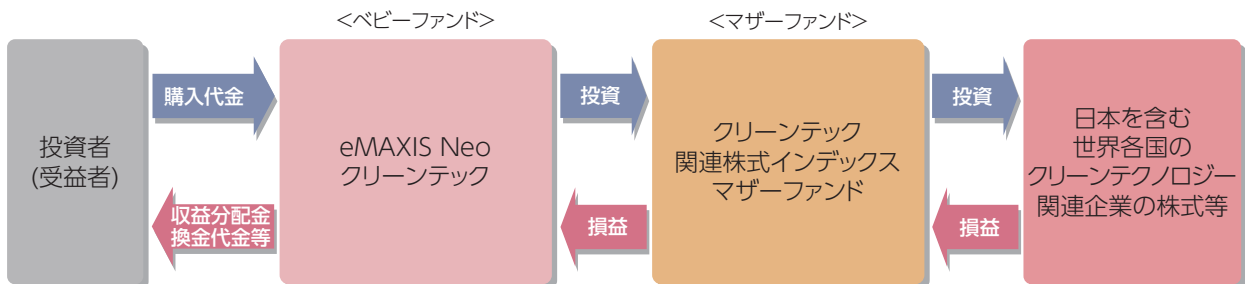 <ベビーファンド>
<マザーファンド>
投資者
(受益者)
購入代金
収益分配金
換金代金等
eMAXIS Neo
クリーンテック
投資
損益
クリーンテック
関連株式インデックス
マザーファンド
投資
損益
日本を含む
世界各国の
クリーンテクノロジー
関連企業の株式等